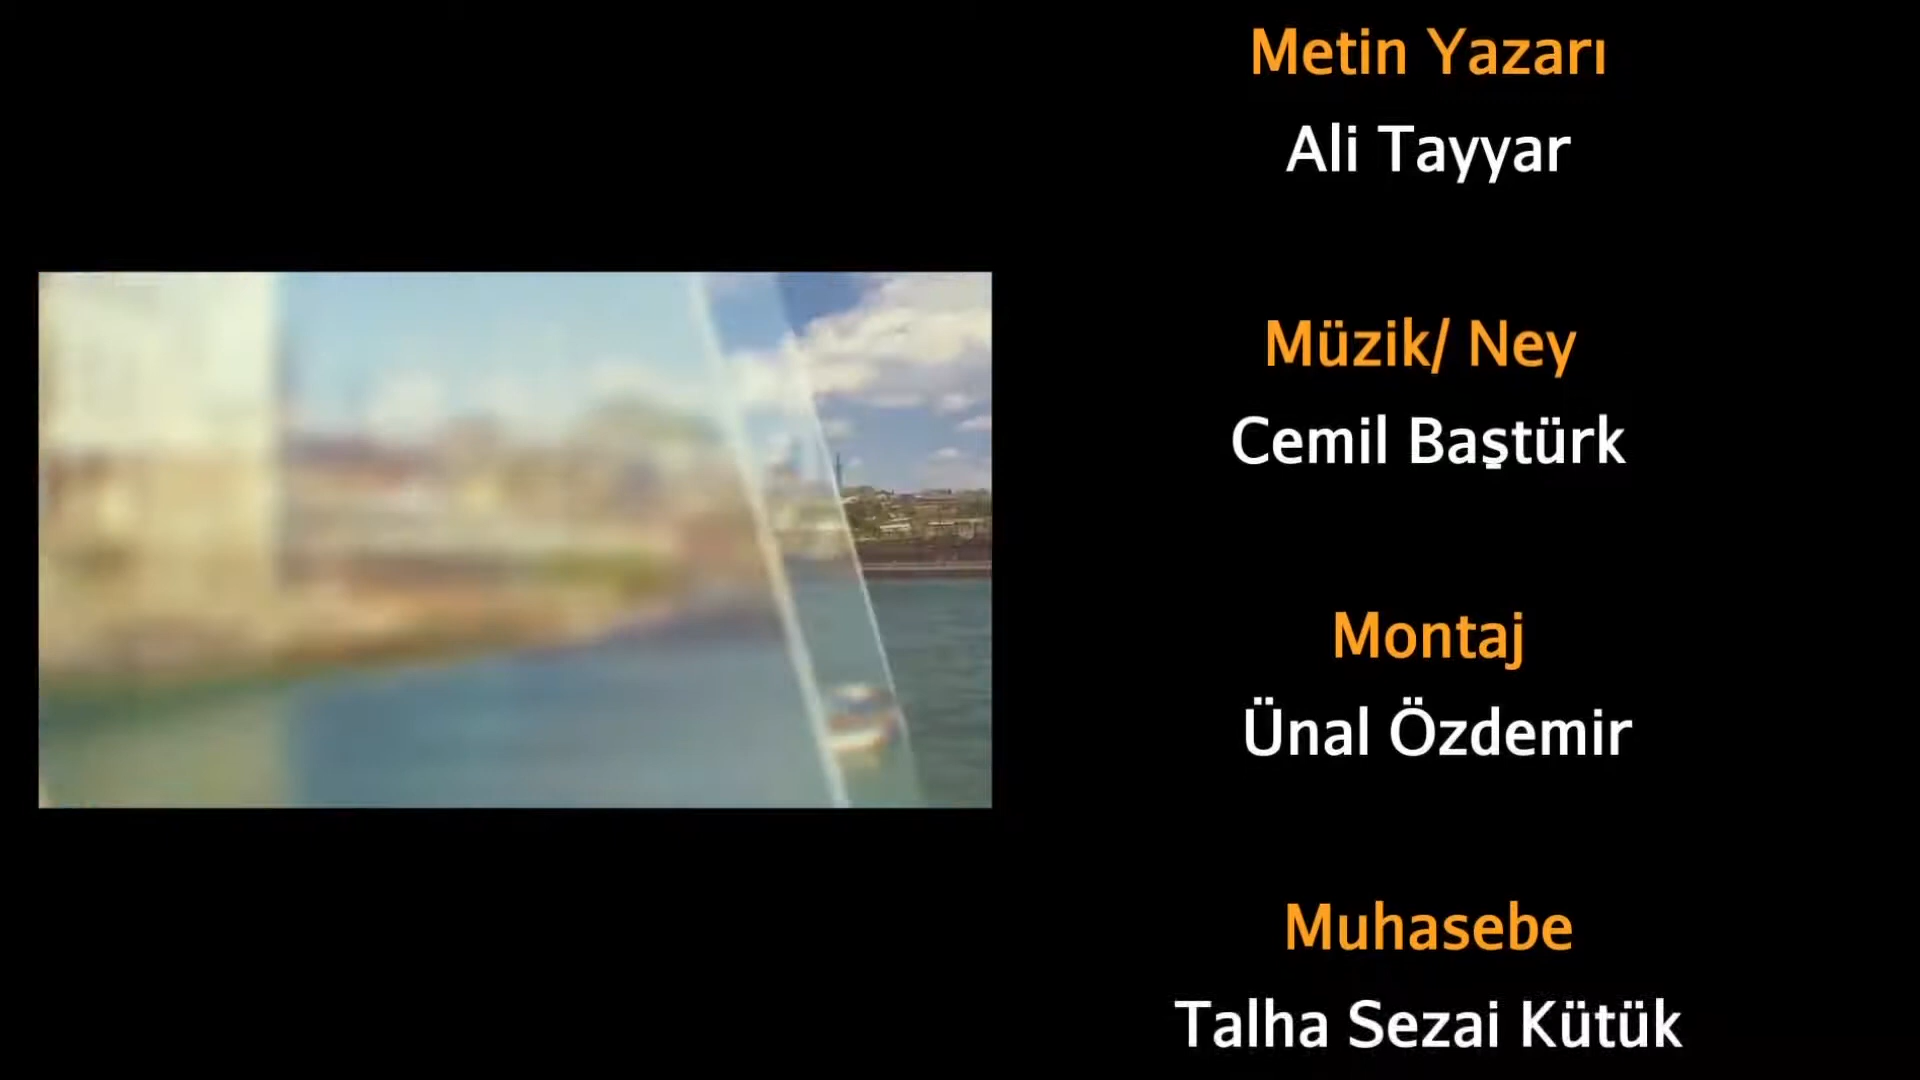 Metin Yazarı
Ali Tayyar
Müzik/ Ney
Cemil Baştürk
Montaj
Ünal Özdemir
Muhasebe
Talha Sezai Kütük